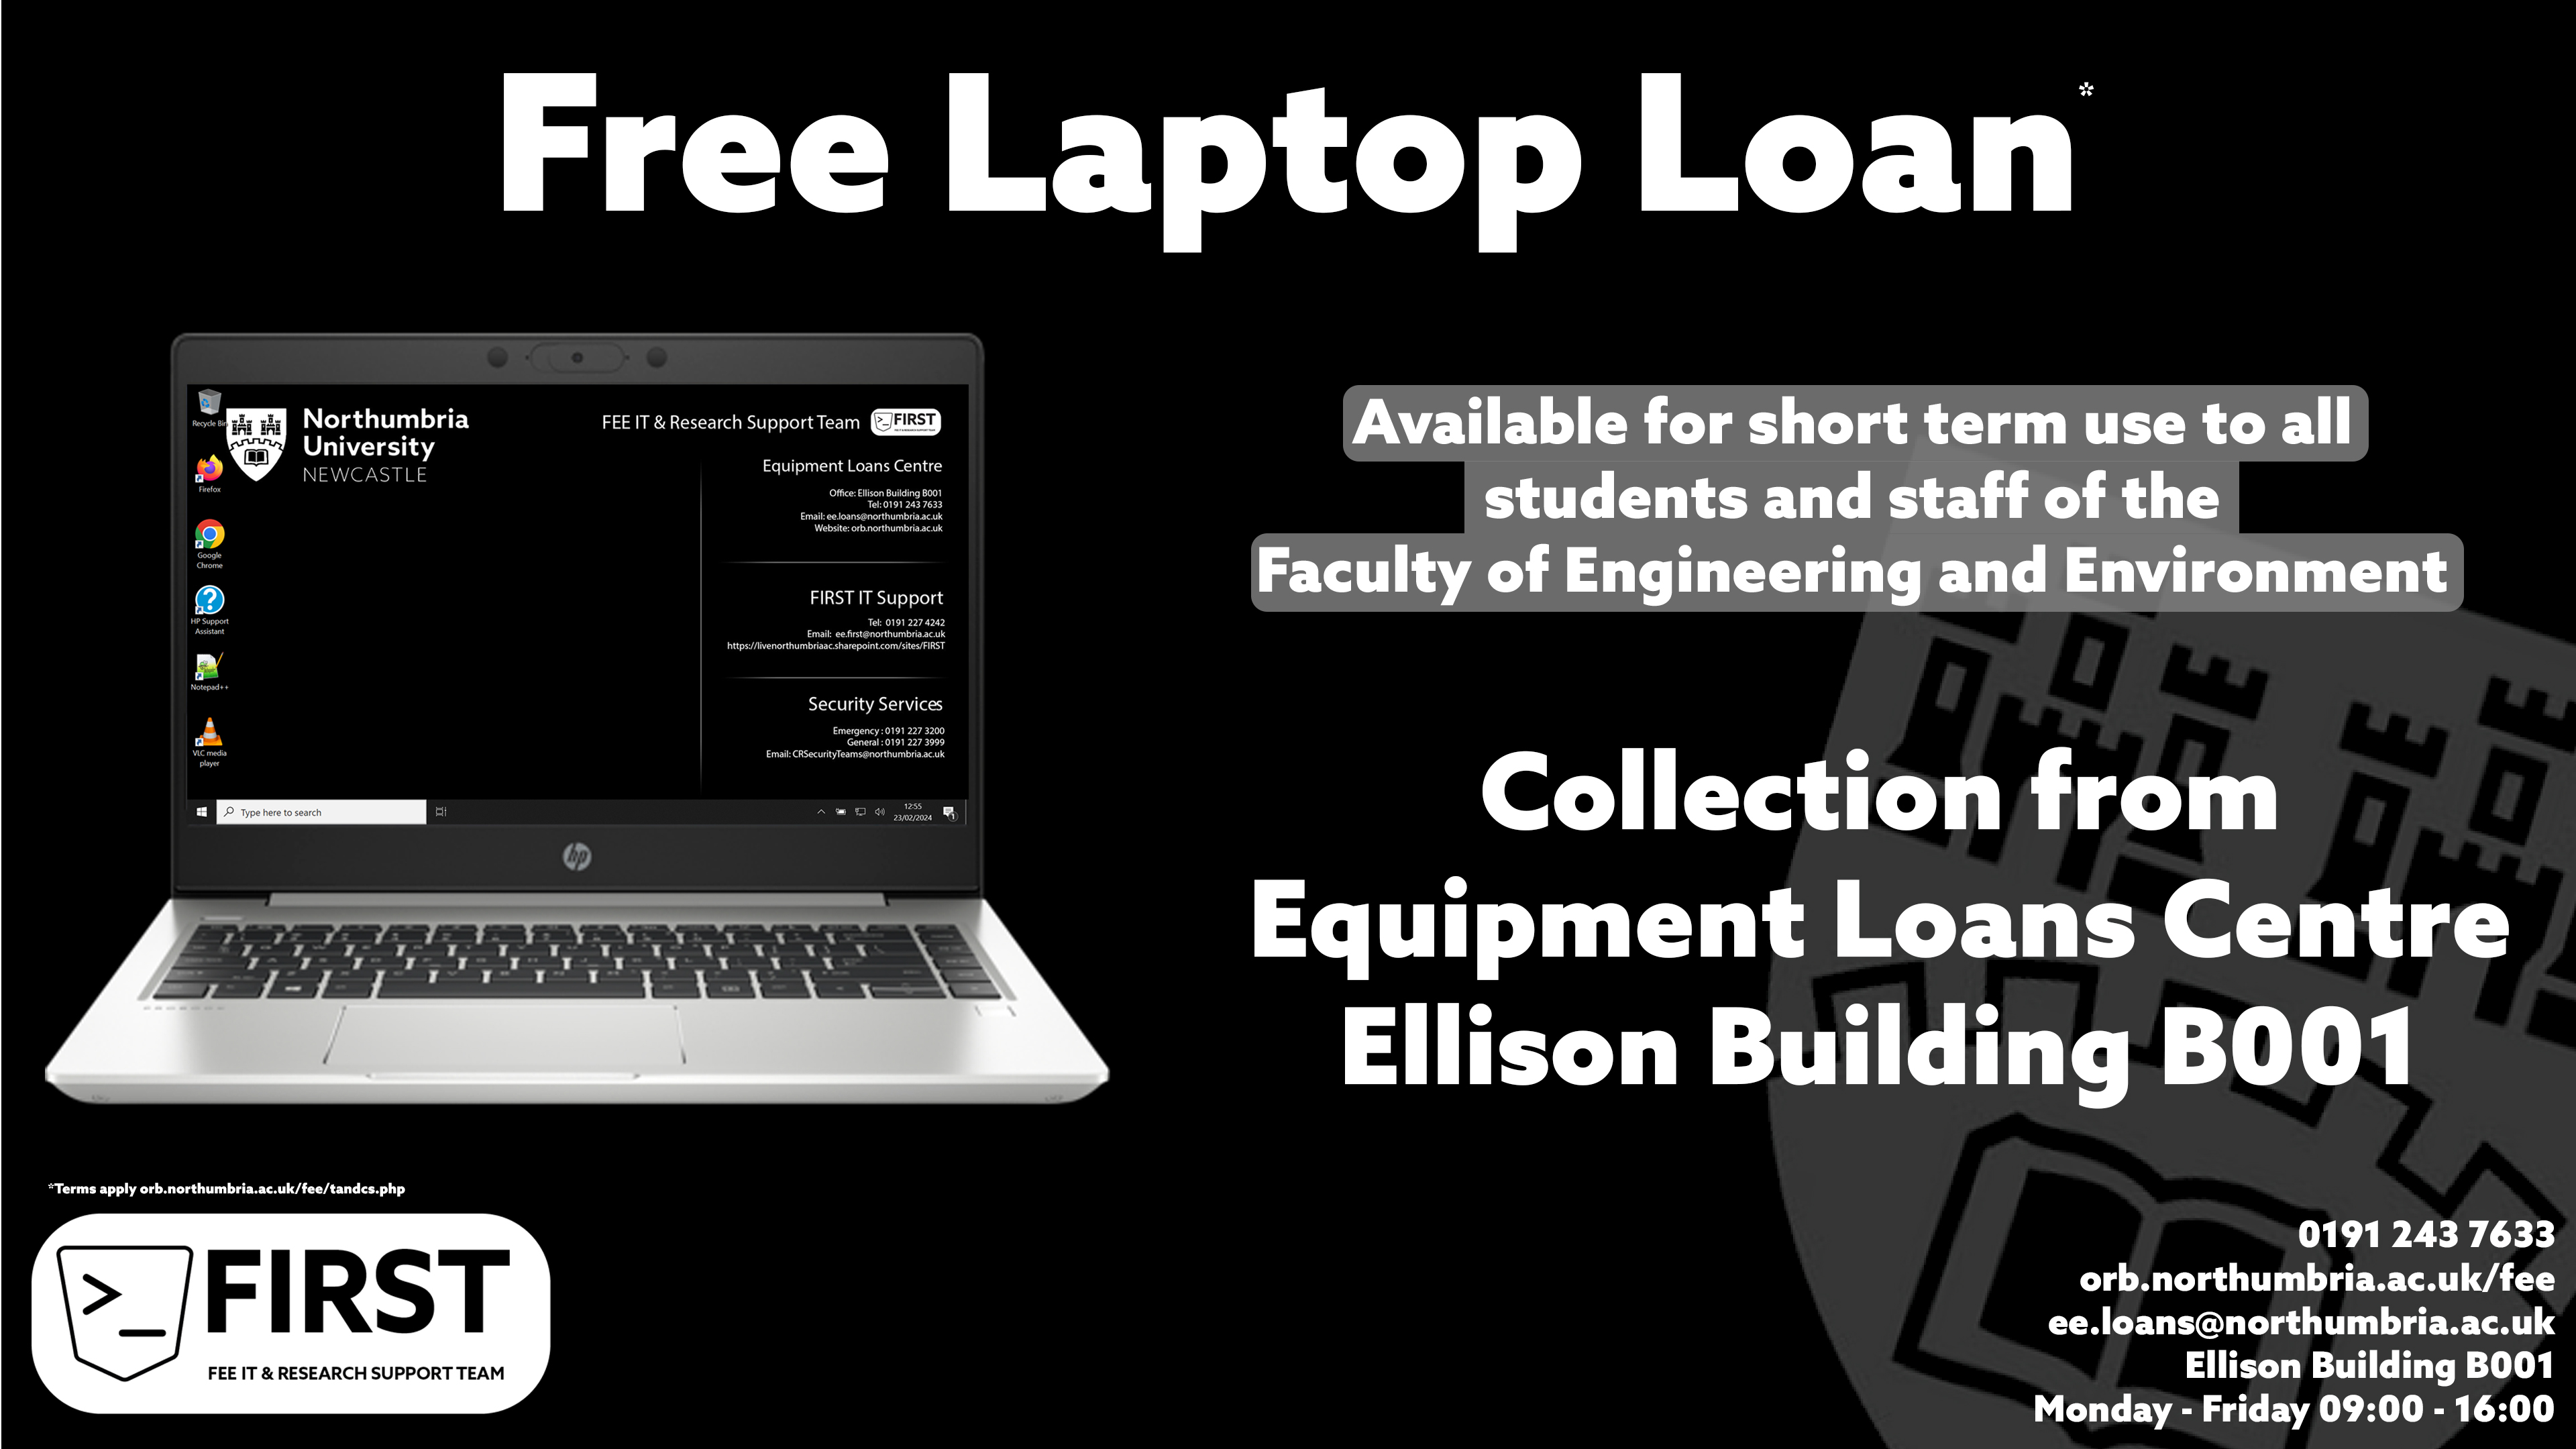 Free Laptop Loan*
Recycle Bin
Firefox
Google
Chrome
HP Support
Assistant
Notepad++
VLC media
player
Northumbria
University
NEWCASTLE
FEE IT & Research Support Team
>_FIRST
Equipment Loans Centre
Office: Ellison Building B001
Tel: 0191 243 7633
Email: ee.loans@northumbria.ac.uk
Website: orb.northumbria.ac.uk
FIRST IT Support
Tel: 0191 227 4242
Email: ee.first@northumbria.ac.uk
https://livenorthumbriaac.sharepoint.com/sites/FIRST
Security Services
Emergency : 0191 227 3200
General : 0191 227 3999
Email: CRSecurityTeams@northumbria.ac.uk
Type here to search
12:55
23/02/2024
1
hp
Available for short term use to all
students and staff of the
Faculty of Engineering and Environment
Collection from
Equipment Loans Centre
Ellison Building B001
*Terms apply orb.northumbria.ac.uk/fee/tandcs.php
>_ FIRST
FEE IT & RESEARCH SUPPORT TEAM
0191 243 7633
orb.northumbria.ac.uk/fee
ee.loans@northumbria.ac.uk
Ellison Building B001
Monday - Friday 09:00 - 16:00